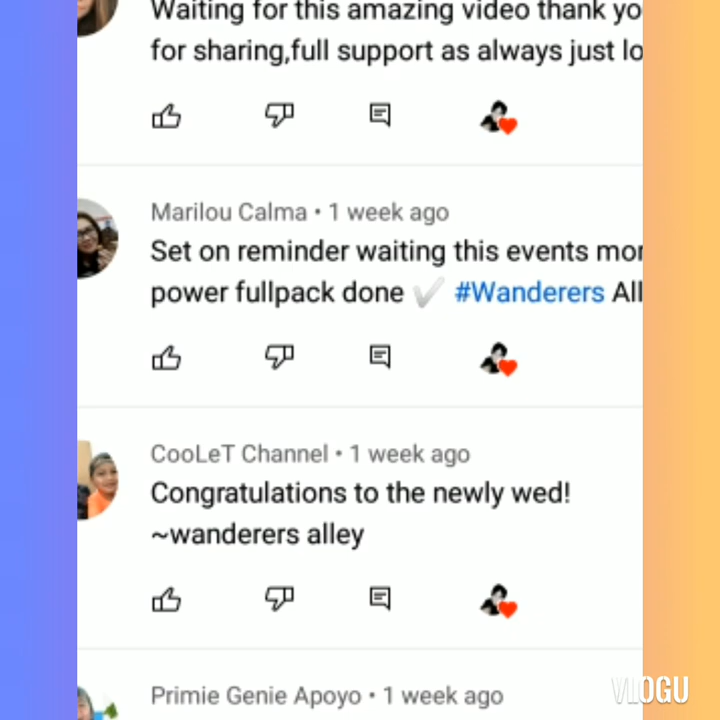 Waiting for this amazing video thank yo
for sharing,full support as always just lo
Marilou Calma • 1 week ago
Set on reminder waiting this events mor
power fullpack done ✔ #Wanderers All
CooLeT Channel • 1 week ago
Congratulations to the newly wed!
~wanderers alley
Primie Genie Apoyo • 1 week ago
VLOGU